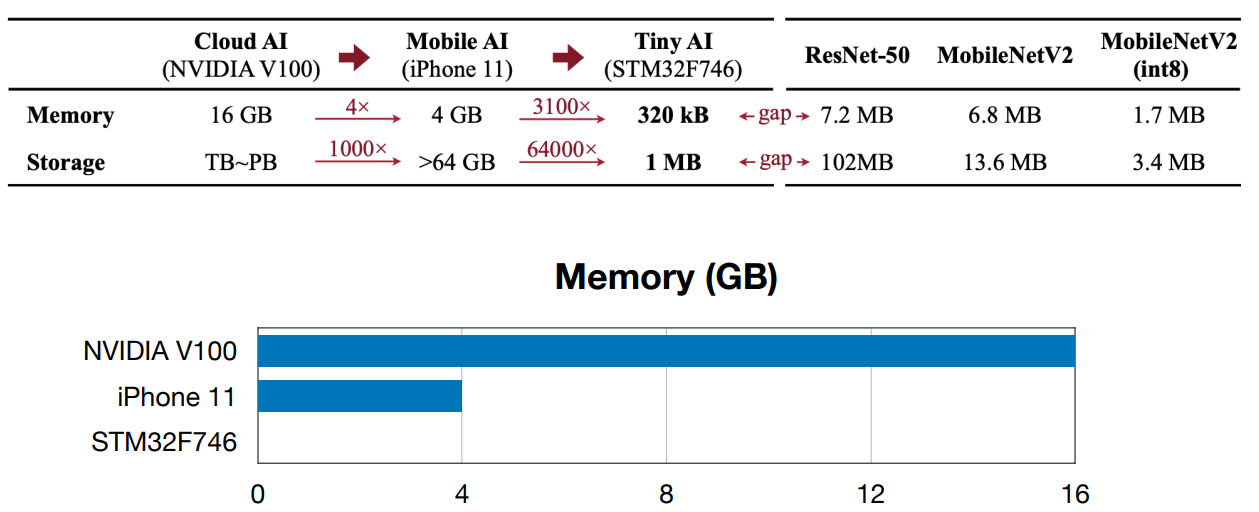 Cloud AI Mobile AI Tiny AI ResNet-50 MobileNetV2 MobileNetV2
(NVIDIA V100) (iPhone 11) (STM32F746) (int8)
Memory 16 GB 4× 4 GB 3100× 320 kB gap 7.2 MB 6.8 MB 1.7 MB
Storage TB~PB 1000× >64 GB 64000× 1 MB gap 102MB 13.6 MB 3.4 MB
Memory (GB)
NVIDIA V100
iPhone 11
STM32F746
0 4 8 12 16